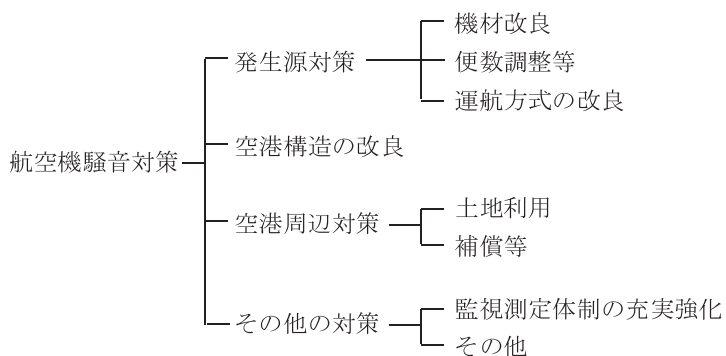 航空機騒音対策
発生源対策
機材改良
便数調整等
運航方式の改良
空港構造の改良
空港周辺対策
土地利用
補償等
その他の対策
監視測定体制の充実強化
その他